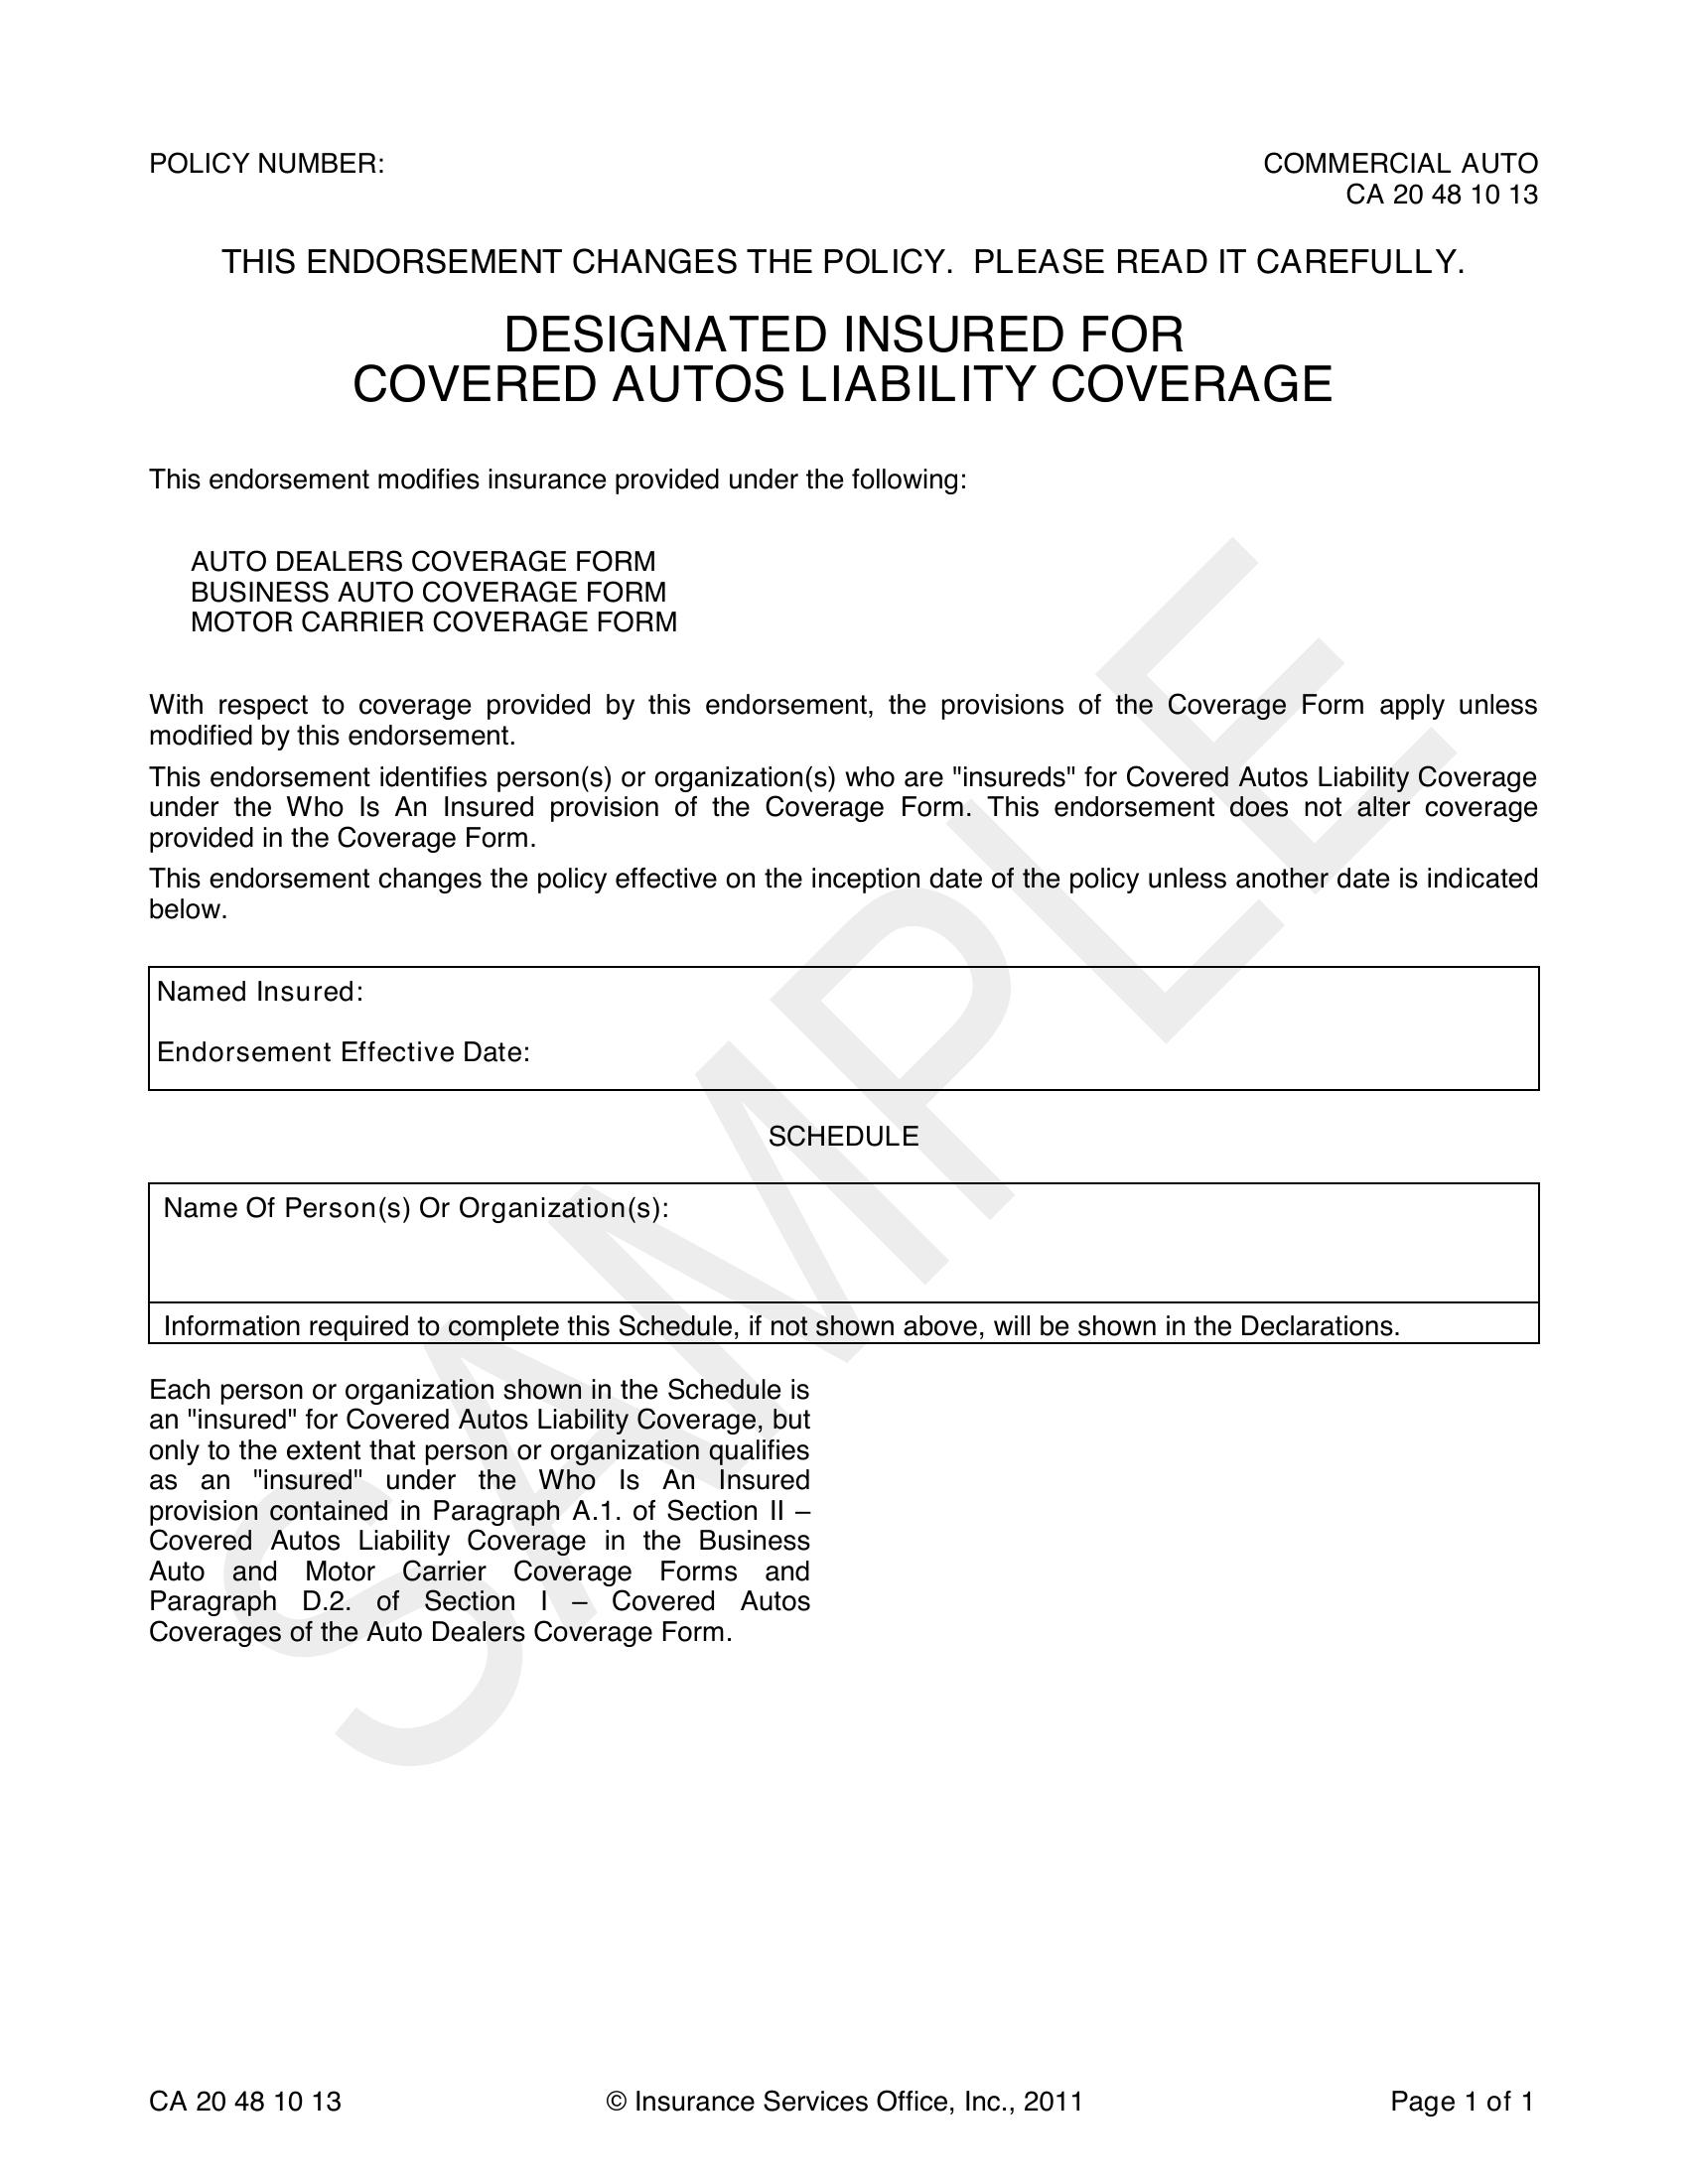 POLICY NUMBER:
COMMERCIAL AUTO
CA 20 48 10 13
THIS ENDORSEMENT CHANGES THE POLICY. PLEASE READ IT CAREFULLY.
DESIGNATED INSURED FOR
COVERED AUTOS LIABILITY COVERAGE
This endorsement modifies insurance provided under the following:
AUTO DEALERS COVERAGE FORM
BUSINESS AUTO COVERAGE FORM
MOTOR CARRIER COVERAGE FORM
With respect to coverage provided by this endorsement, the provisions of the Coverage Form apply unless
modified by this endorsement.
This endorsement identifies person(s) or organization(s) who are "insureds" for Covered Autos Liability Coverage
under the Who Is An Insured provision of the Coverage Form. This endorsement does not alter coverage
provided in the Coverage Form.
This endorsement changes the policy effective on the inception date of the policy unless another date is indicated
below.
Named Insured:
Endorsement Effective Date:
SCHEDULE
Name Of Person(s) Or Organization(s):
Information required to complete this Schedule, if not shown above, will be shown in the Declarations.
Each person or organization shown in the Schedule is
an "insured" for Covered Autos Liability Coverage, but
only to the extent that person or organization qualifies
as an "insured" under the Who Is An Insured
provision contained in Paragraph A.1. of Section II –
Covered Autos Liability Coverage in the Business
Auto and Motor Carrier Coverage Forms and
Paragraph D.2. of Section I – Covered Autos
Coverages of the Auto Dealers Coverage Form.
SAMPLE
CA 20 48 10 13
© Insurance Services Office, Inc., 2011
Page 1 of 1